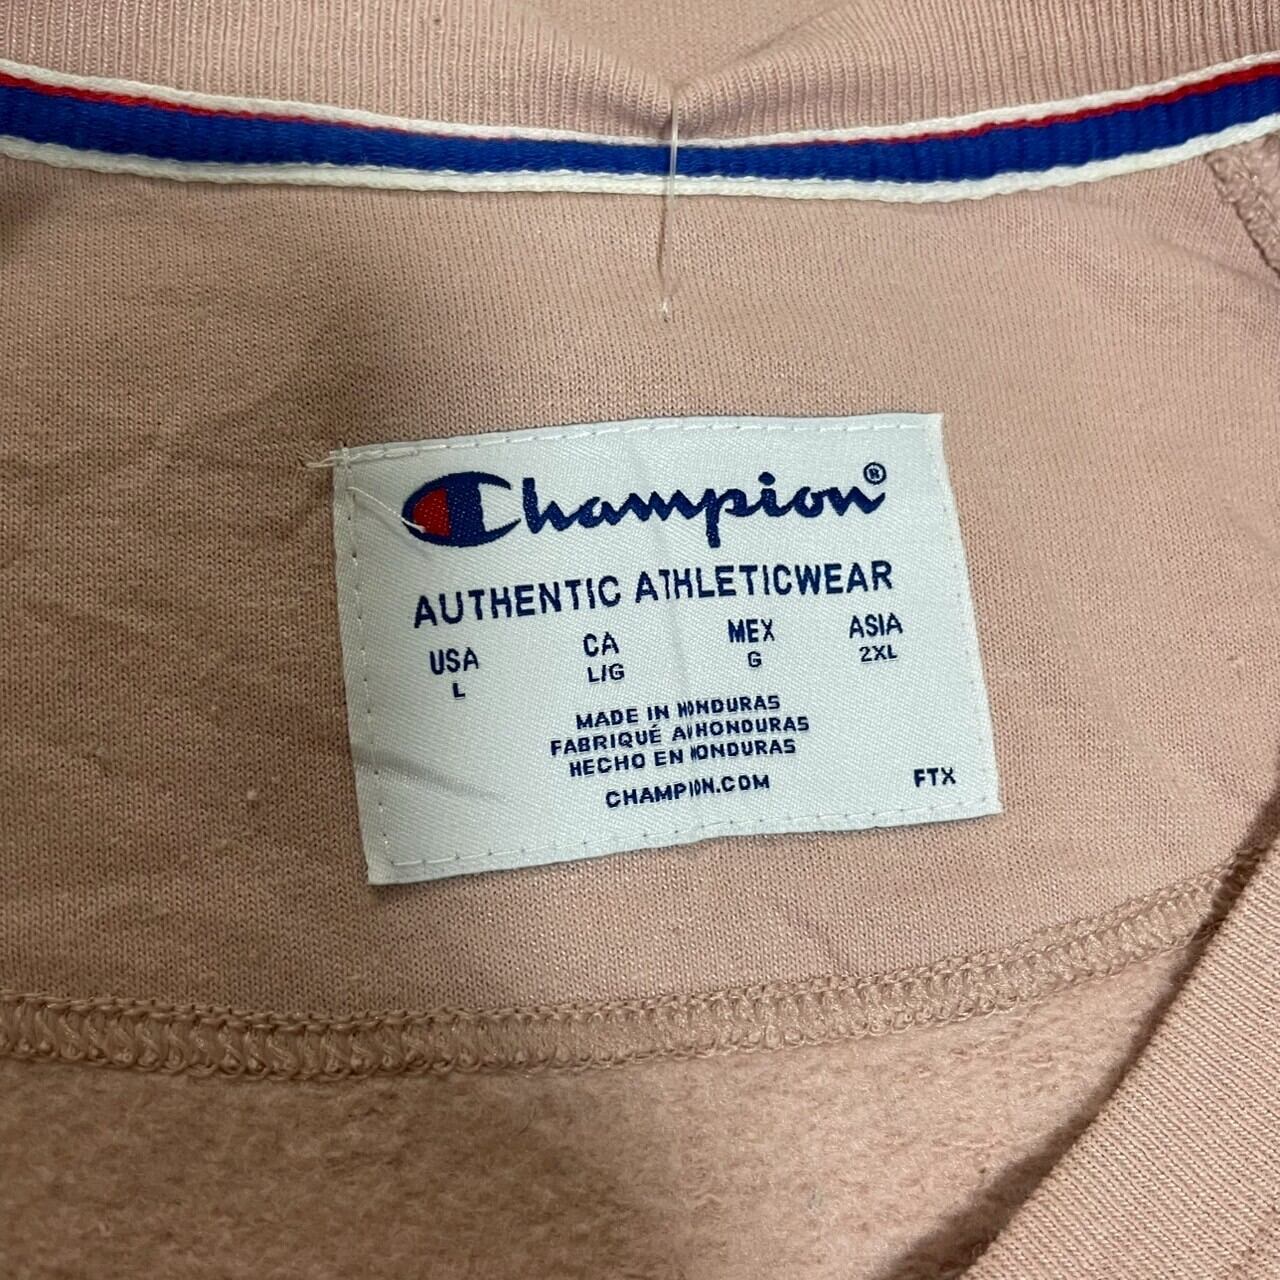 Champion®
AUTHENTIC ATHLETICWEAR
USA CA MEX ASIA
L L/G G 2XL
MADE IN HONDURAS
FABRIQUÉ AU HONDURAS
HECHO EN HONDURAS
CHAMPION.COM
FTX